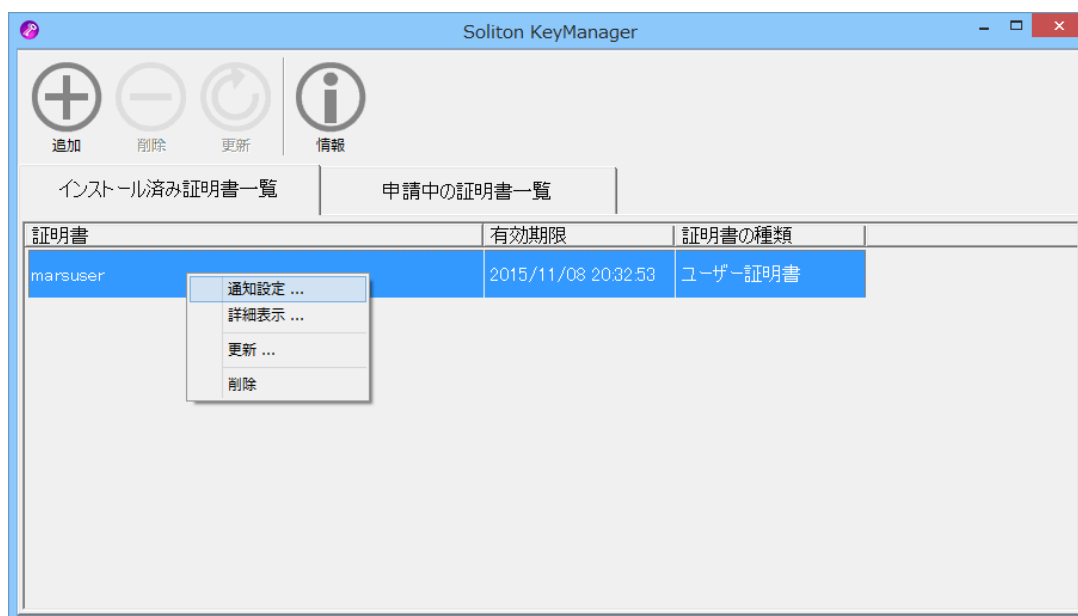 Soliton KeyManager
追加 削除 更新 情報
インストール済み証明書一覧 申請中の証明書一覧
証明書 有効期限 証明書の種類
marsuser 2015/11/08 20:32:53 ユーザー証明書
通知設定 ...
詳細表示 ...
更新 ...
削除